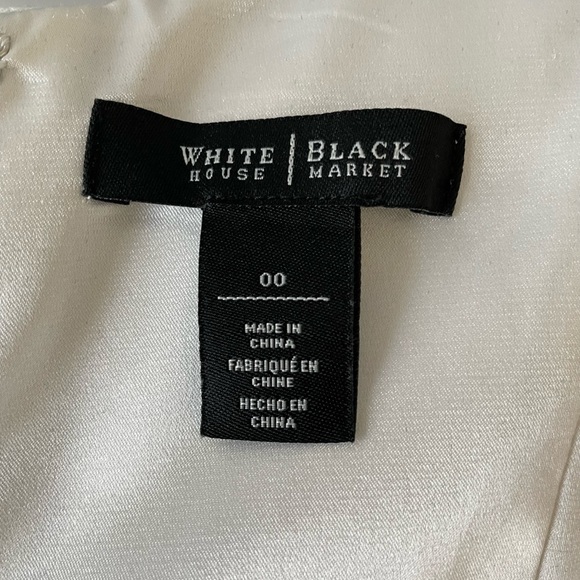 WHITE | BLACK
HOUSE | MARKET
00
MADE IN
CHINA
FABRIQUÉ EN
CHINE
HECHO EN
CHINA